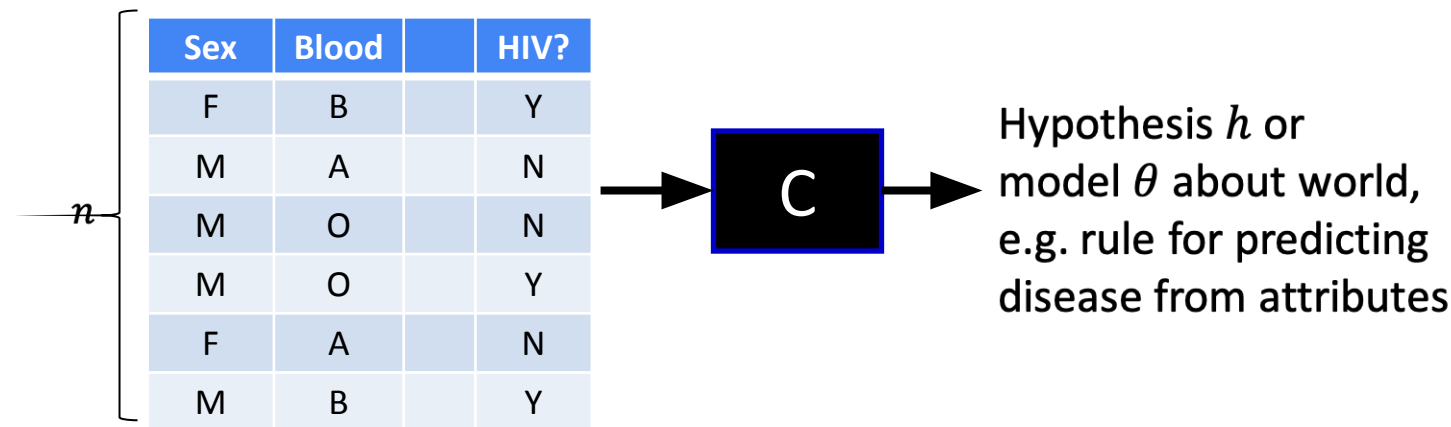 n
Sex Blood HIV?
F B Y
M A N
M O N
M O Y
F A N
M B Y
C
Hypothesis h or
model θ about world,
e.g. rule for predicting
disease from attributes